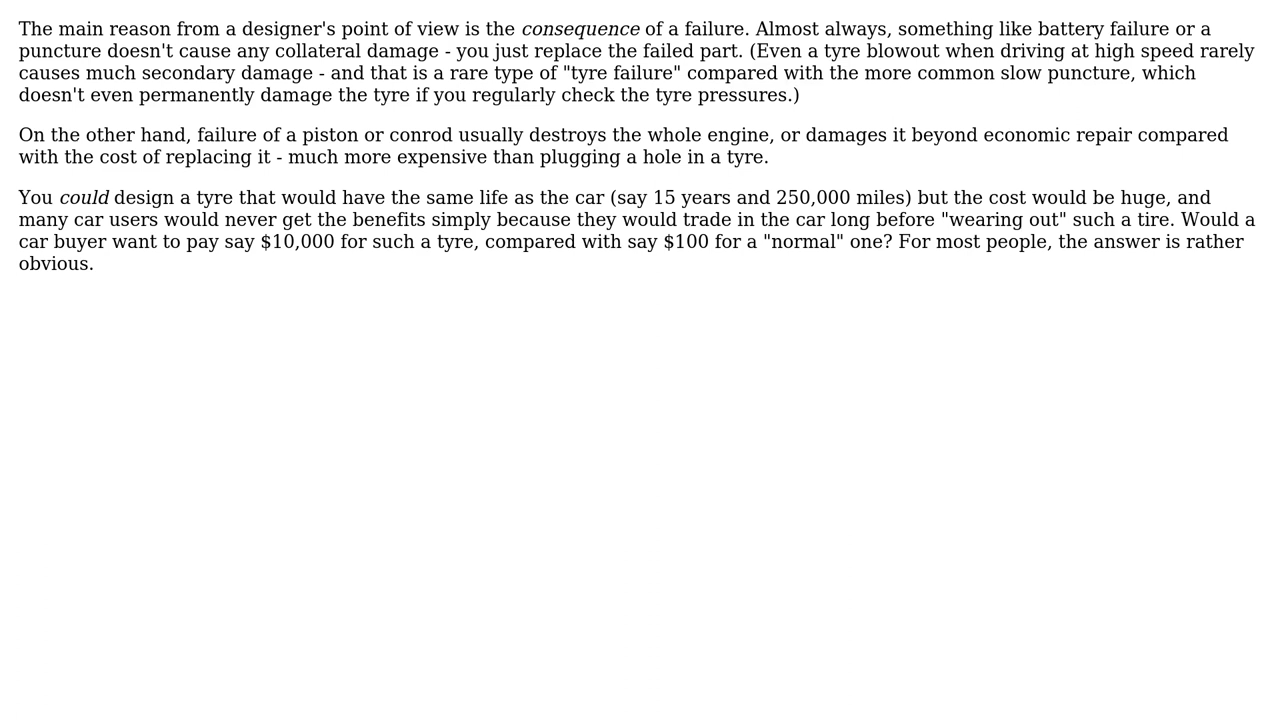 The main reason from a designer's point of view is the consequence of a failure. Almost always, something like battery failure or a
puncture doesn't cause any collateral damage - you just replace the failed part. (Even a tyre blowout when driving at high speed rarely
causes much secondary damage - and that is a rare type of "tyre failure" compared with the more common slow puncture, which
doesn't even permanently damage the tyre if you regularly check the tyre pressures.)
On the other hand, failure of a piston or conrod usually destroys the whole engine, or damages it beyond economic repair compared
with the cost of replacing it - much more expensive than plugging a hole in a tyre.
You could design a tyre that would have the same life as the car (say 15 years and 250,000 miles) but the cost would be huge, and
many car users would never get the benefits simply because they would trade in the car long before "wearing out" such a tire. Would a
car buyer want to pay say $10,000 for such a tyre, compared with say $100 for a "normal" one? For most people, the answer is rather
obvious.